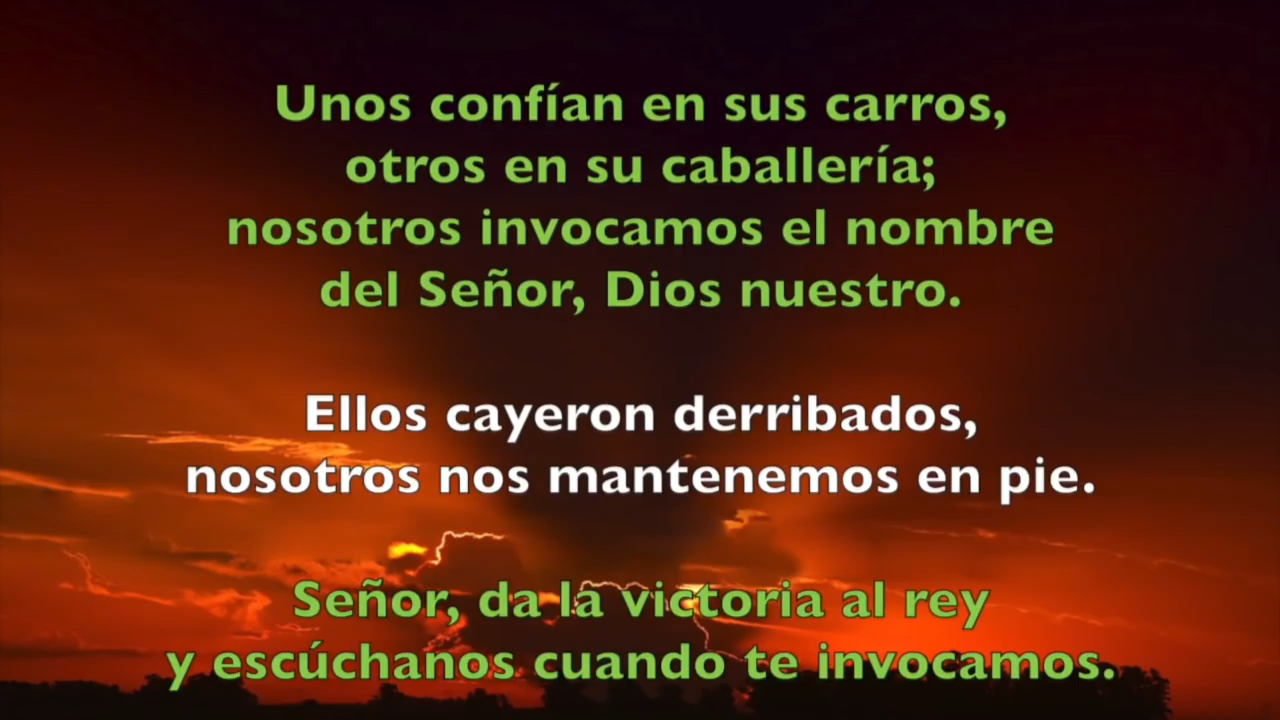 Unos confían en sus carros,
otros en su caballería;
nosotros invocamos el nombre
del Señor, Dios nuestro.
Ellos cayeron derribados,
nosotros nos mantenemos en pie.
Señor, da la victoria al rey
y escúchanos cuando te invocamos.